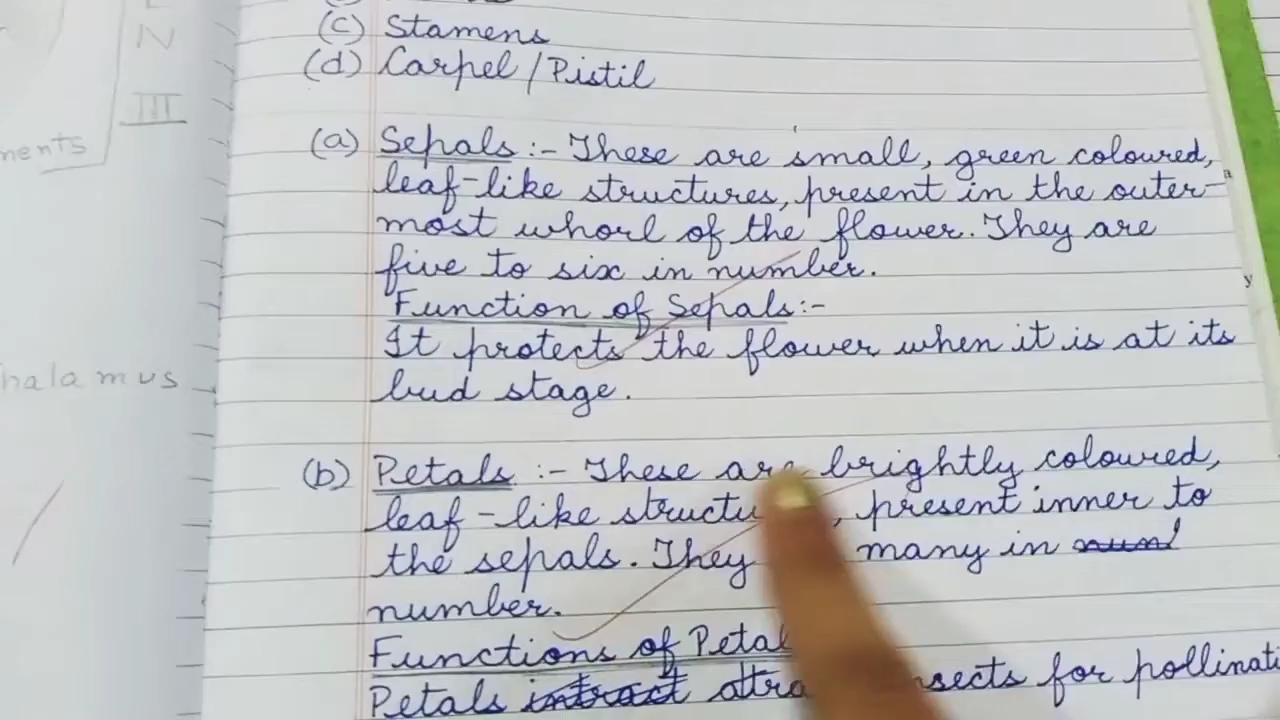 N
III
ments
halamus
(c) Stamens
(d) Carpel / Pistil
(a) Sepals :- These are small, green coloured,
leaf-like structures, present in the outer-
most whorl of the flower. They are
five to six in number.
Function of Sepals :-
It protects the flower when it is at its
bud stage.
(b) Petals :- These are brightly coloured,
leaf-like structu , present inner to
the sepals. They many in
number.
Functions of Petal
Petals attra nsects for pollinati